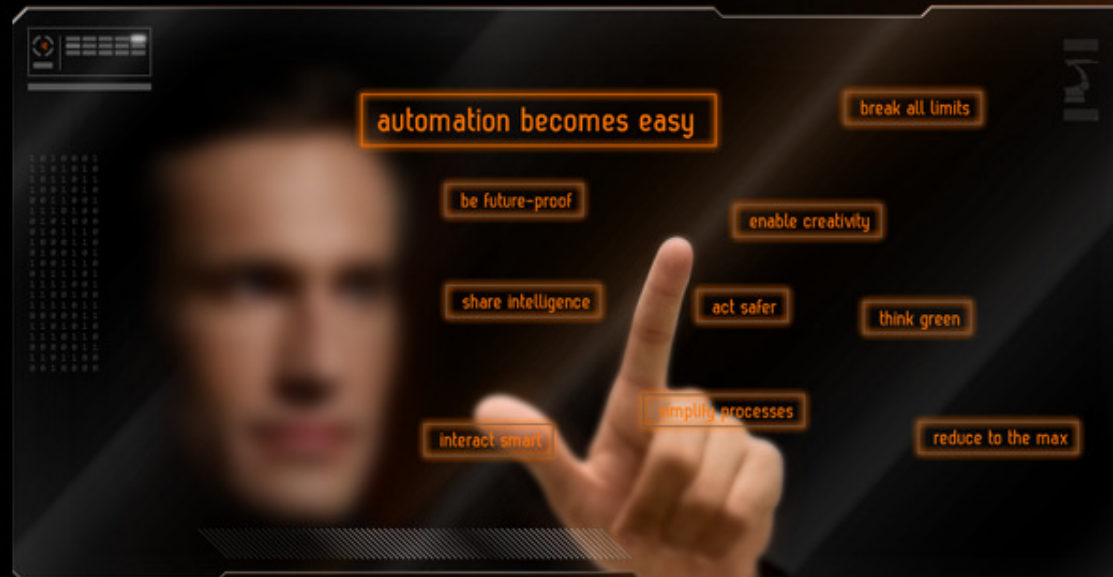 automation becomes easy
break all limits
be future-proof
enable creativity
share intelligence
act safer
think green
simplify processes
interact smart
reduce to the max